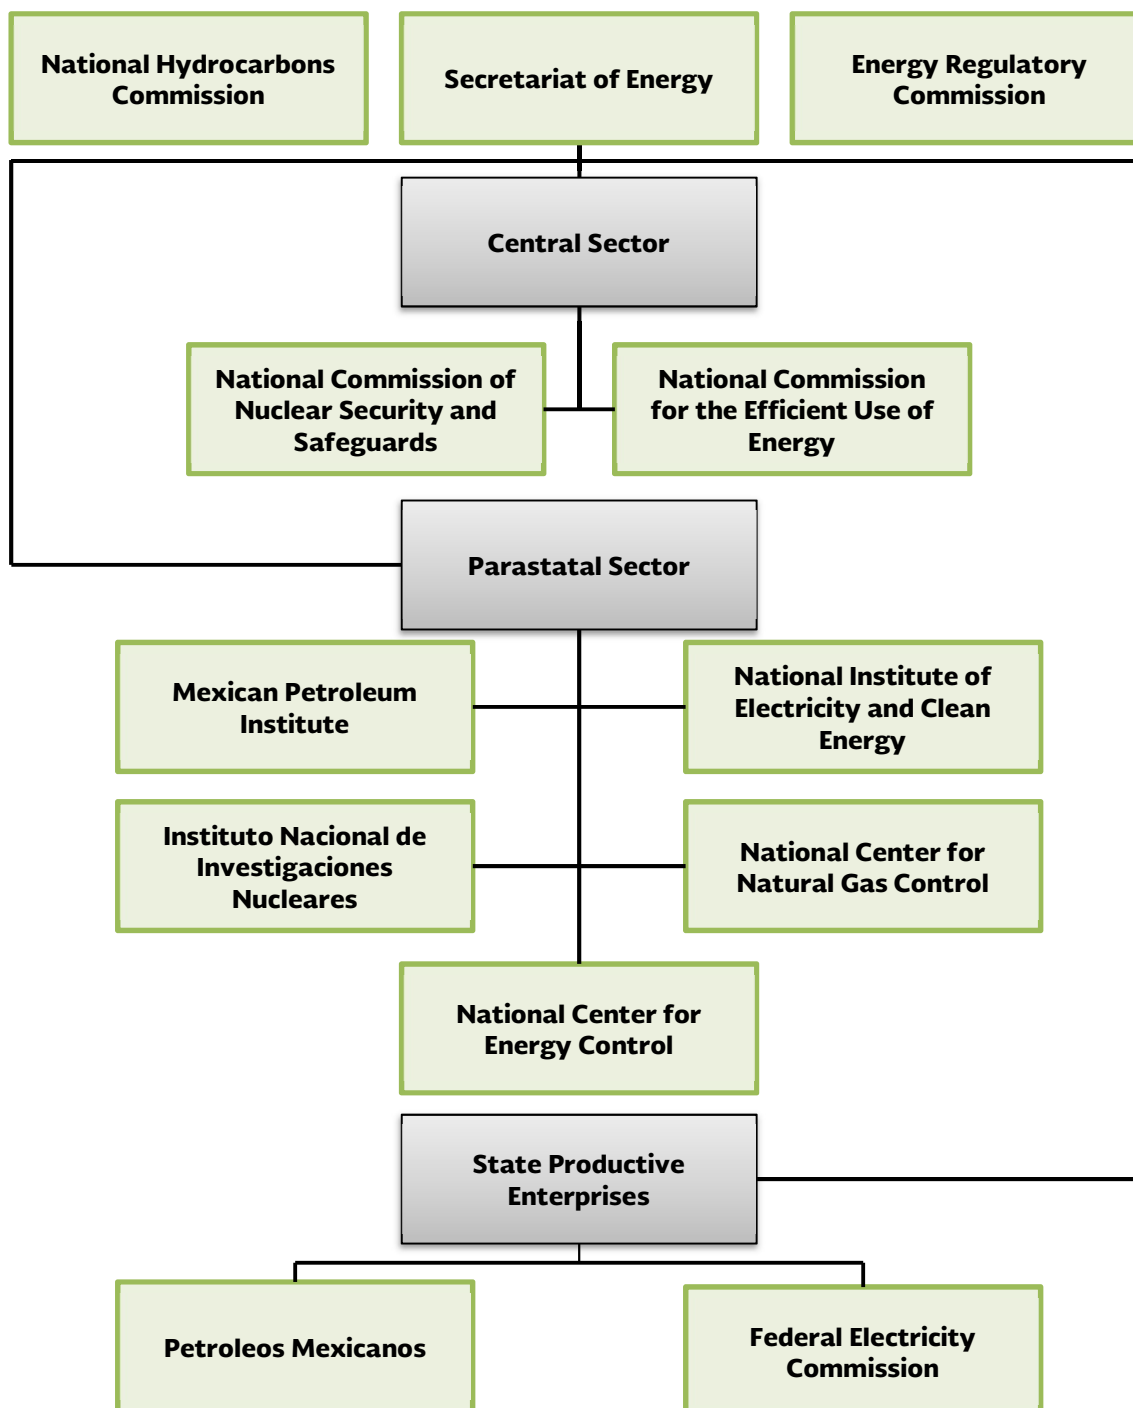 National Hydrocarbons
Commission
Secretariat of Energy
Energy Regulatory
Commission
Central Sector
National Commission of
Nuclear Security and
Safeguards
National Commission
for the Efficient Use of
Energy
Parastatal Sector
Mexican Petroleum
Institute
National Institute of
Electricity and Clean
Energy
Instituto Nacional de
Investigaciones
Nucleares
National Center for
Natural Gas Control
National Center for
Energy Control
State Productive
Enterprises
Petroleos Mexicanos
Federal Electricity
Commission